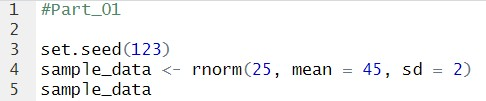 1 #Part_01
2
3 set.seed(123)
4 sample_data <- rnorm(25, mean = 45, sd = 2)
5 sample_data